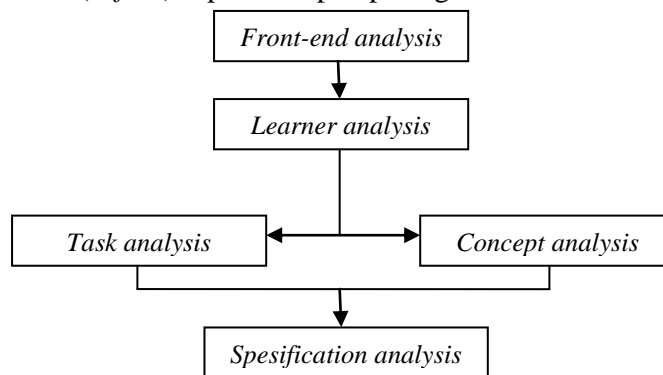 Front-end analysis
Learner analysis
Task analysis
Concept analysis
Spesification analysis